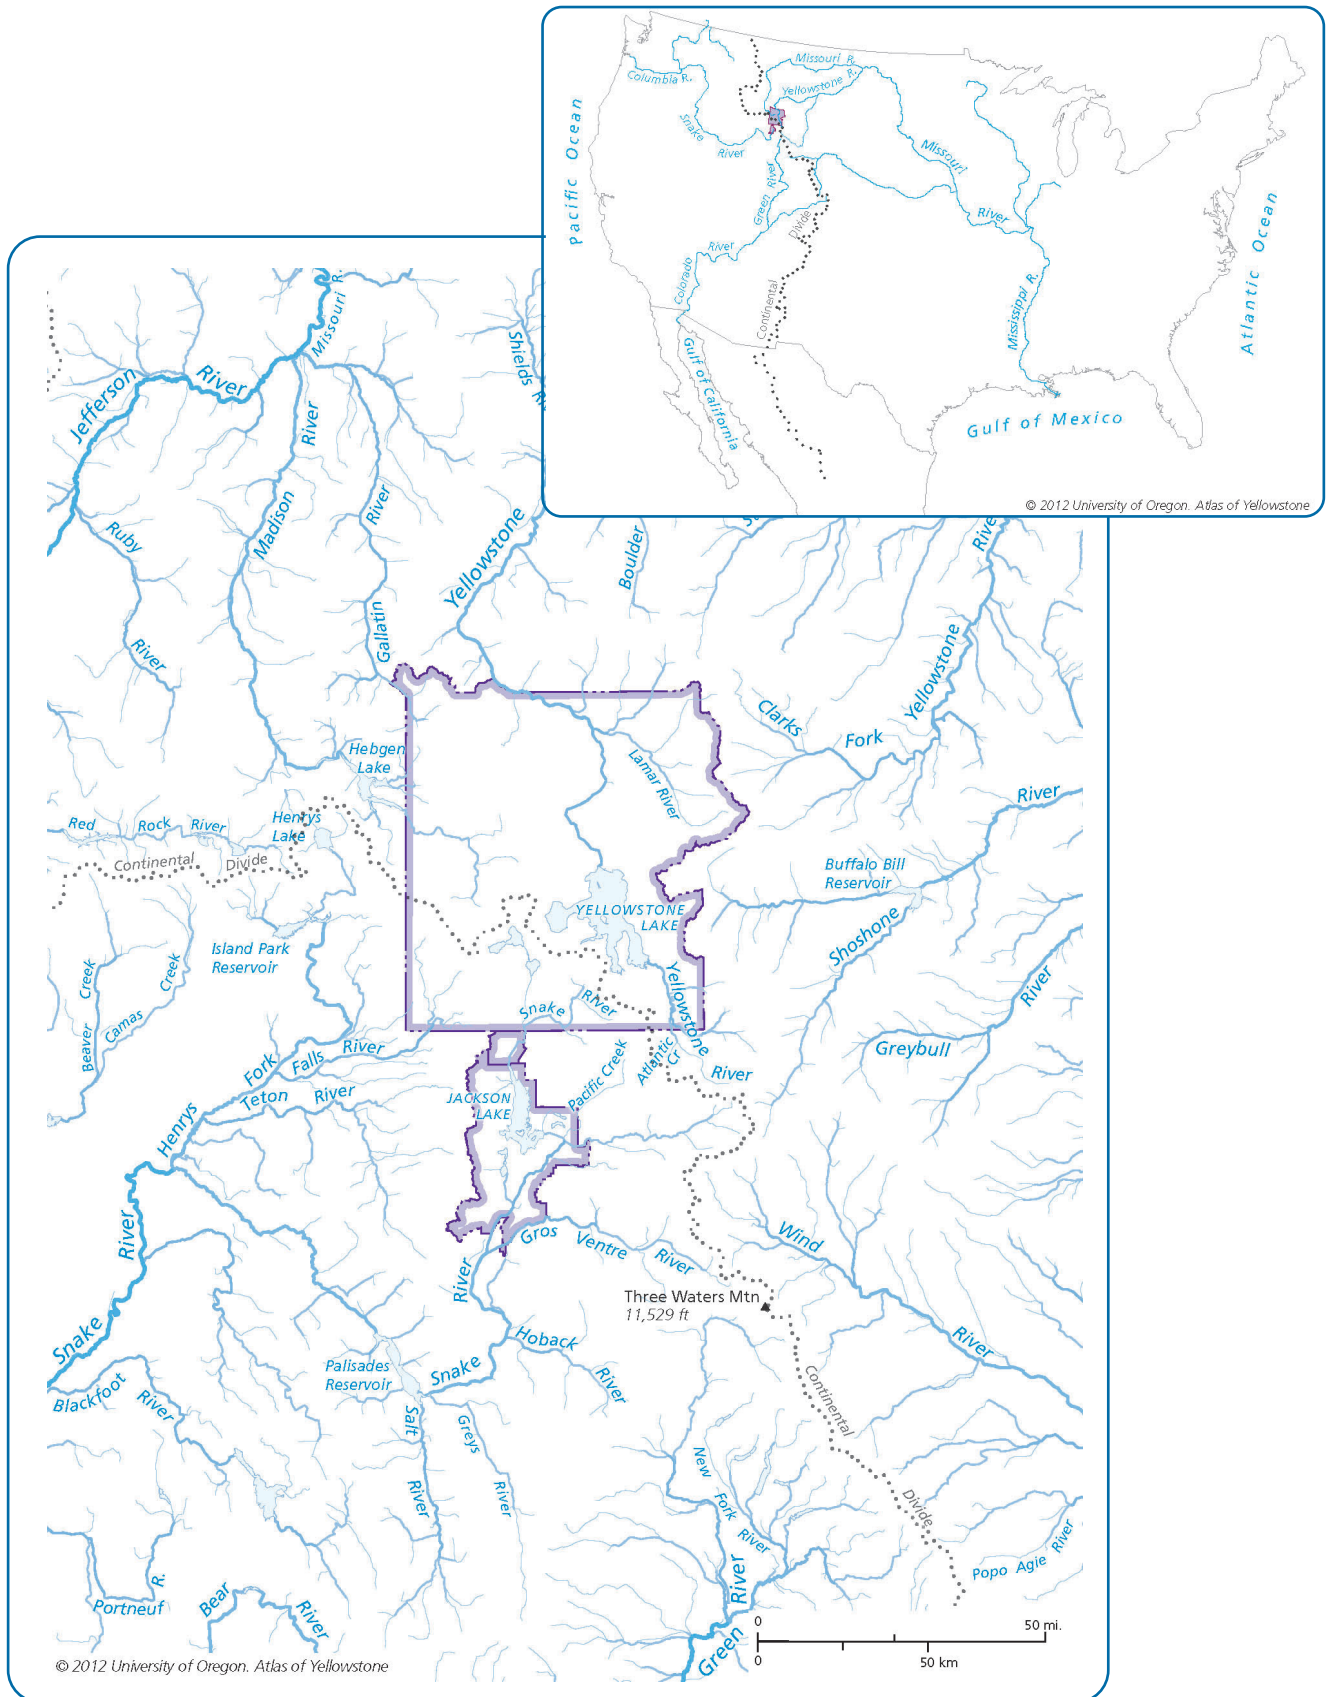 Missouri R.
Columbia R.
Yellowstone R.
Snake
River
Missouri
River
Green River
Divide
River
Colorado
Continental
Mississippi R.
Pacific Ocean
Atlantic Ocean
Gulf of California
Gulf of Mexico
© 2012 University of Oregon. Atlas of Yellowstone
Missouri R.
Shields R.
Jefferson
River
River
Madison
River
Gallatin
Ruby
River
Yellowstone
Boulder
River
Yellowstone
Clarks
Fork
Lamar River
Hebgen
Lake
Henrys
Lake
Red Rock River
Continental Divide
River
Buffalo Bill
Reservoir
Shoshone
YELLOWSTONE
LAKE
Island Park
Reservoir
Creek
Beaver
Creek
Camas
River
Greybull
Yellowstone
River
Snake River
Atlantic
Cr
Pacific Creek
JACKSON
LAKE
Falls River
Fork
Henrys
Teton River
River
Snake
Gros Ventre River
River
Wind
River
Three Waters Mtn
11,529 ft
Hoback
River
Snake
Palisades
Reservoir
Blackfoot
River
Salt
River
Greys
River
Continental
Divide
New
Fork
River
Popo Agie River
River
Green
Portneuf
R.
Bear
River
0
50 mi.
0
50 km
© 2012 University of Oregon. Atlas of Yellowstone